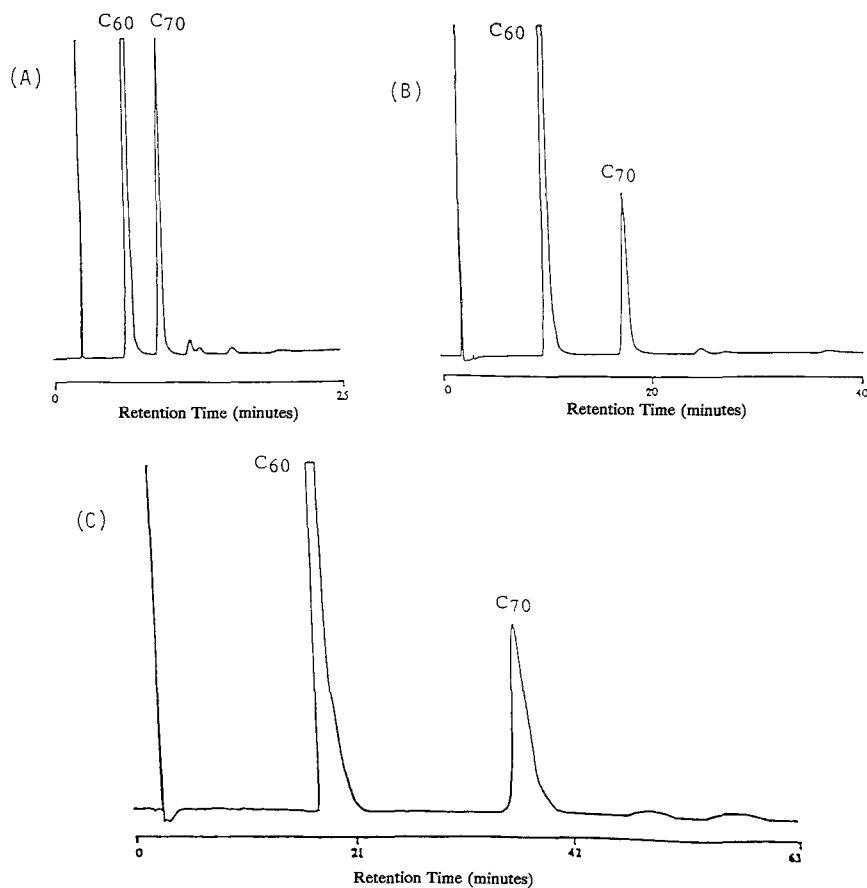 C60 C70
(A)
0 25
Retention Time (minutes)
C60
(B)
C70
0 20 40
Retention Time (minutes)
C60
(C)
C70
0 21 42 63
Retention Time (minutes)